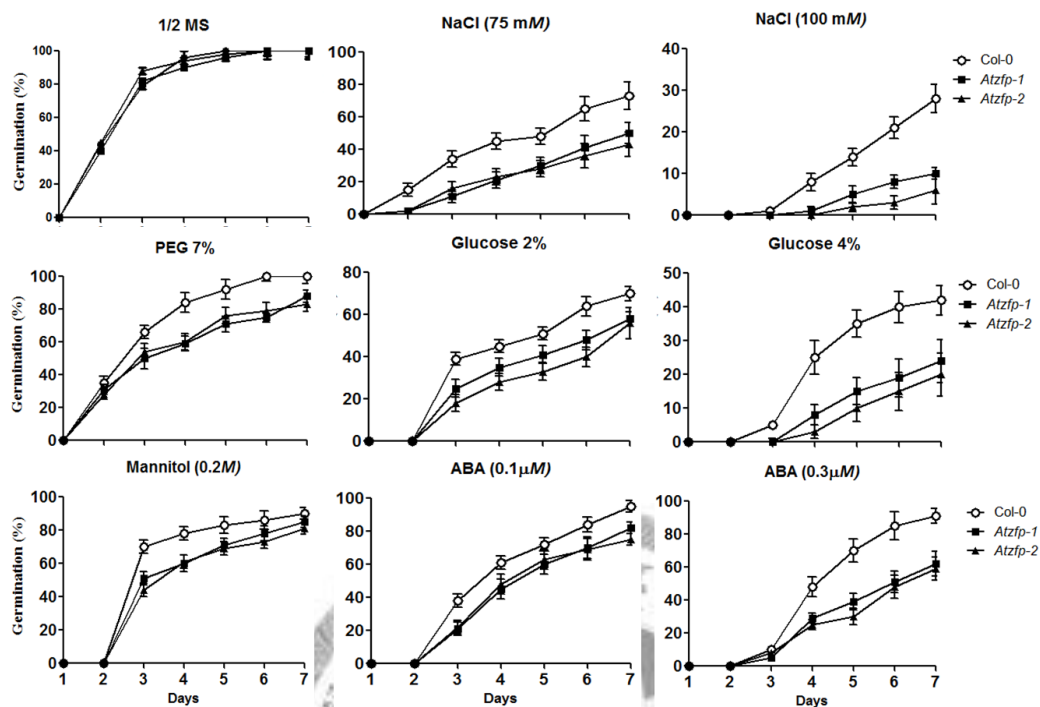 1/2 MS
NaCl (75 mM)
NaCl (100 mM)
Germination (%)
100
80
60
40
20
0
100
80
60
40
20
0
40
30
20
10
0
Col-0
Atzfp-1
Atzfp-2
PEG 7%
Glucose 2%
Glucose 4%
Germination (%)
100
80
60
40
20
0
80
60
40
20
0
50
40
30
20
10
0
Col-0
Atzfp-1
Atzfp-2
Mannitol (0.2M)
ABA (0.1μM)
ABA (0.3μM)
Germination (%)
100
80
60
40
20
0
100
80
60
40
20
0
100
80
60
40
20
0
Col-0
Atzfp-1
Atzfp-2
1 2 3 4 5 6 7
1 2 3 4 5 6 7
1 2 3 4 5 6 7
Days
Days
Days